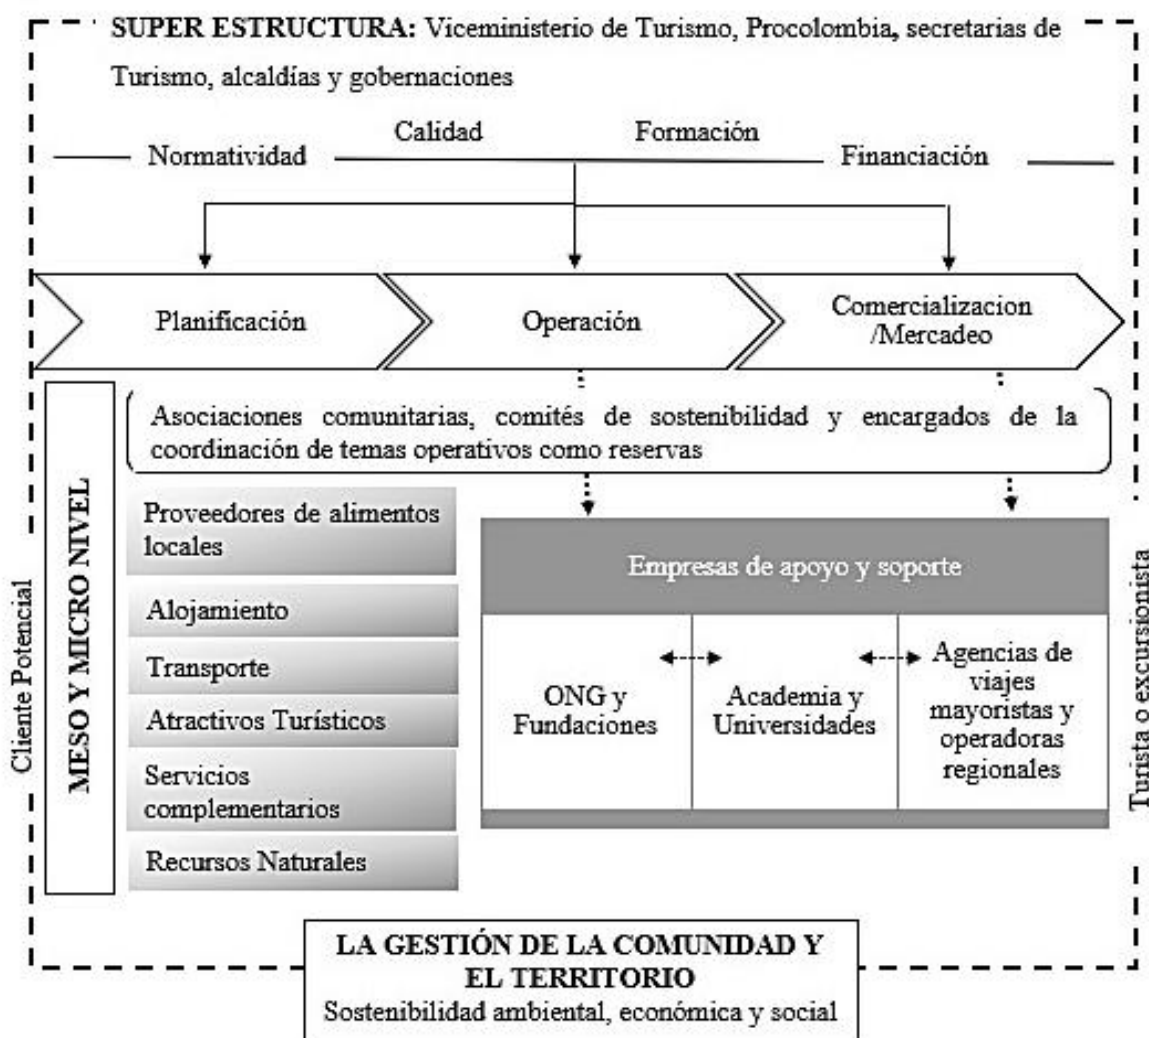 SUPER ESTRUCTURA: Viceministerio de Turismo, Procolombia, secretarias de
Turismo, alcaldías y gobernaciones
Calidad
Formación
Normatividad
Financiación
Planificación
Operación
Comercializacion
/Mercadeo
Asociaciones comunitarias, comités de sostenibilidad y encargados de la
coordinación de temas operativos como reservas
Cliente Potencial
MESO Y MICRO NIVEL
Proveedores de alimentos
locales
Alojamiento
Transporte
Atractivos Turísticos
Servicios
complementarios
Recursos Naturales
Empresas de apoyo y soporte
ONG y
Fundaciones
Academia y
Universidades
Agencias de
viajes
mayoristas y
operadoras
regionales
Turista o excursionista
LA GESTIÓN DE LA COMUNIDAD Y
EL TERRITORIO
Sostenibilidad ambiental, económica y social